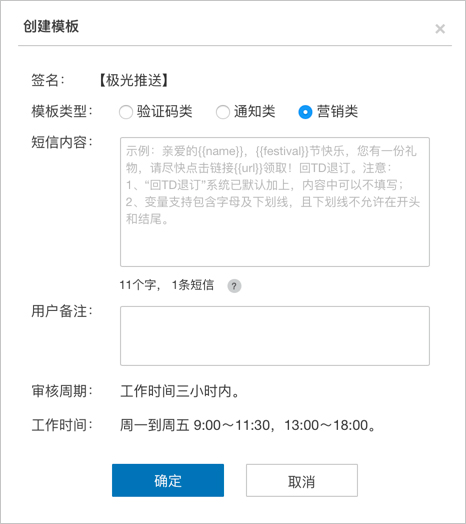 创建模板 ×
签名： 【极光推送】
模板类型： 验证码类 通知类 营销类
短信内容：
示例：亲爱的{{name}}，{{festival}}节快乐，您有一份礼
物，请尽快点击链接{{url}}领取！回TD退订。注意：
1、“回TD退订”系统已默认加上，内容中可以不填写；
2、变量支持包含字母及下划线，且下划线不允许在开头
和结尾。
11个字， 1条短信 ?
用户备注：
审核周期： 工作时间三小时内。
工作时间： 周一到周五 9:00～11:30，13:00～18:00。
确定 取消